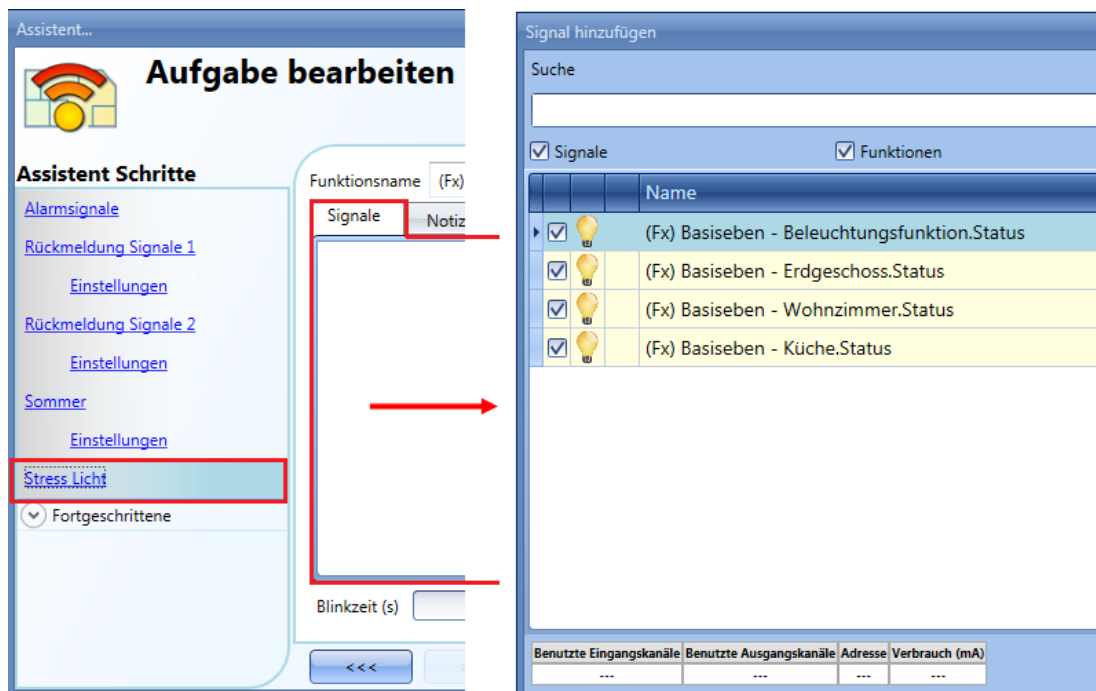 Assistent...
Aufgabe bearbeiten
Assistent Schritte
Alarmsignale
Rückmeldung Signale 1
Einstellungen
Rückmeldung Signale 2
Einstellungen
Sommer
Einstellungen
Stress Licht
Fortgeschrittene
Funktionsname (Fx)
Signale Notiz
Blinkzeit (s)
<<<
Signal hinzufügen
Suche
Signale Funktionen
Name
(Fx) Basiseben - Beleuchtungsfunktion.Status
(Fx) Basiseben - Erdgeschoss.Status
(Fx) Basiseben - Wohnzimmer.Status
(Fx) Basiseben - Küche.Status
Benutzte Eingangskanäle Benutzte Ausgangskanäle Adresse Verbrauch (mA)
--- --- --- ---